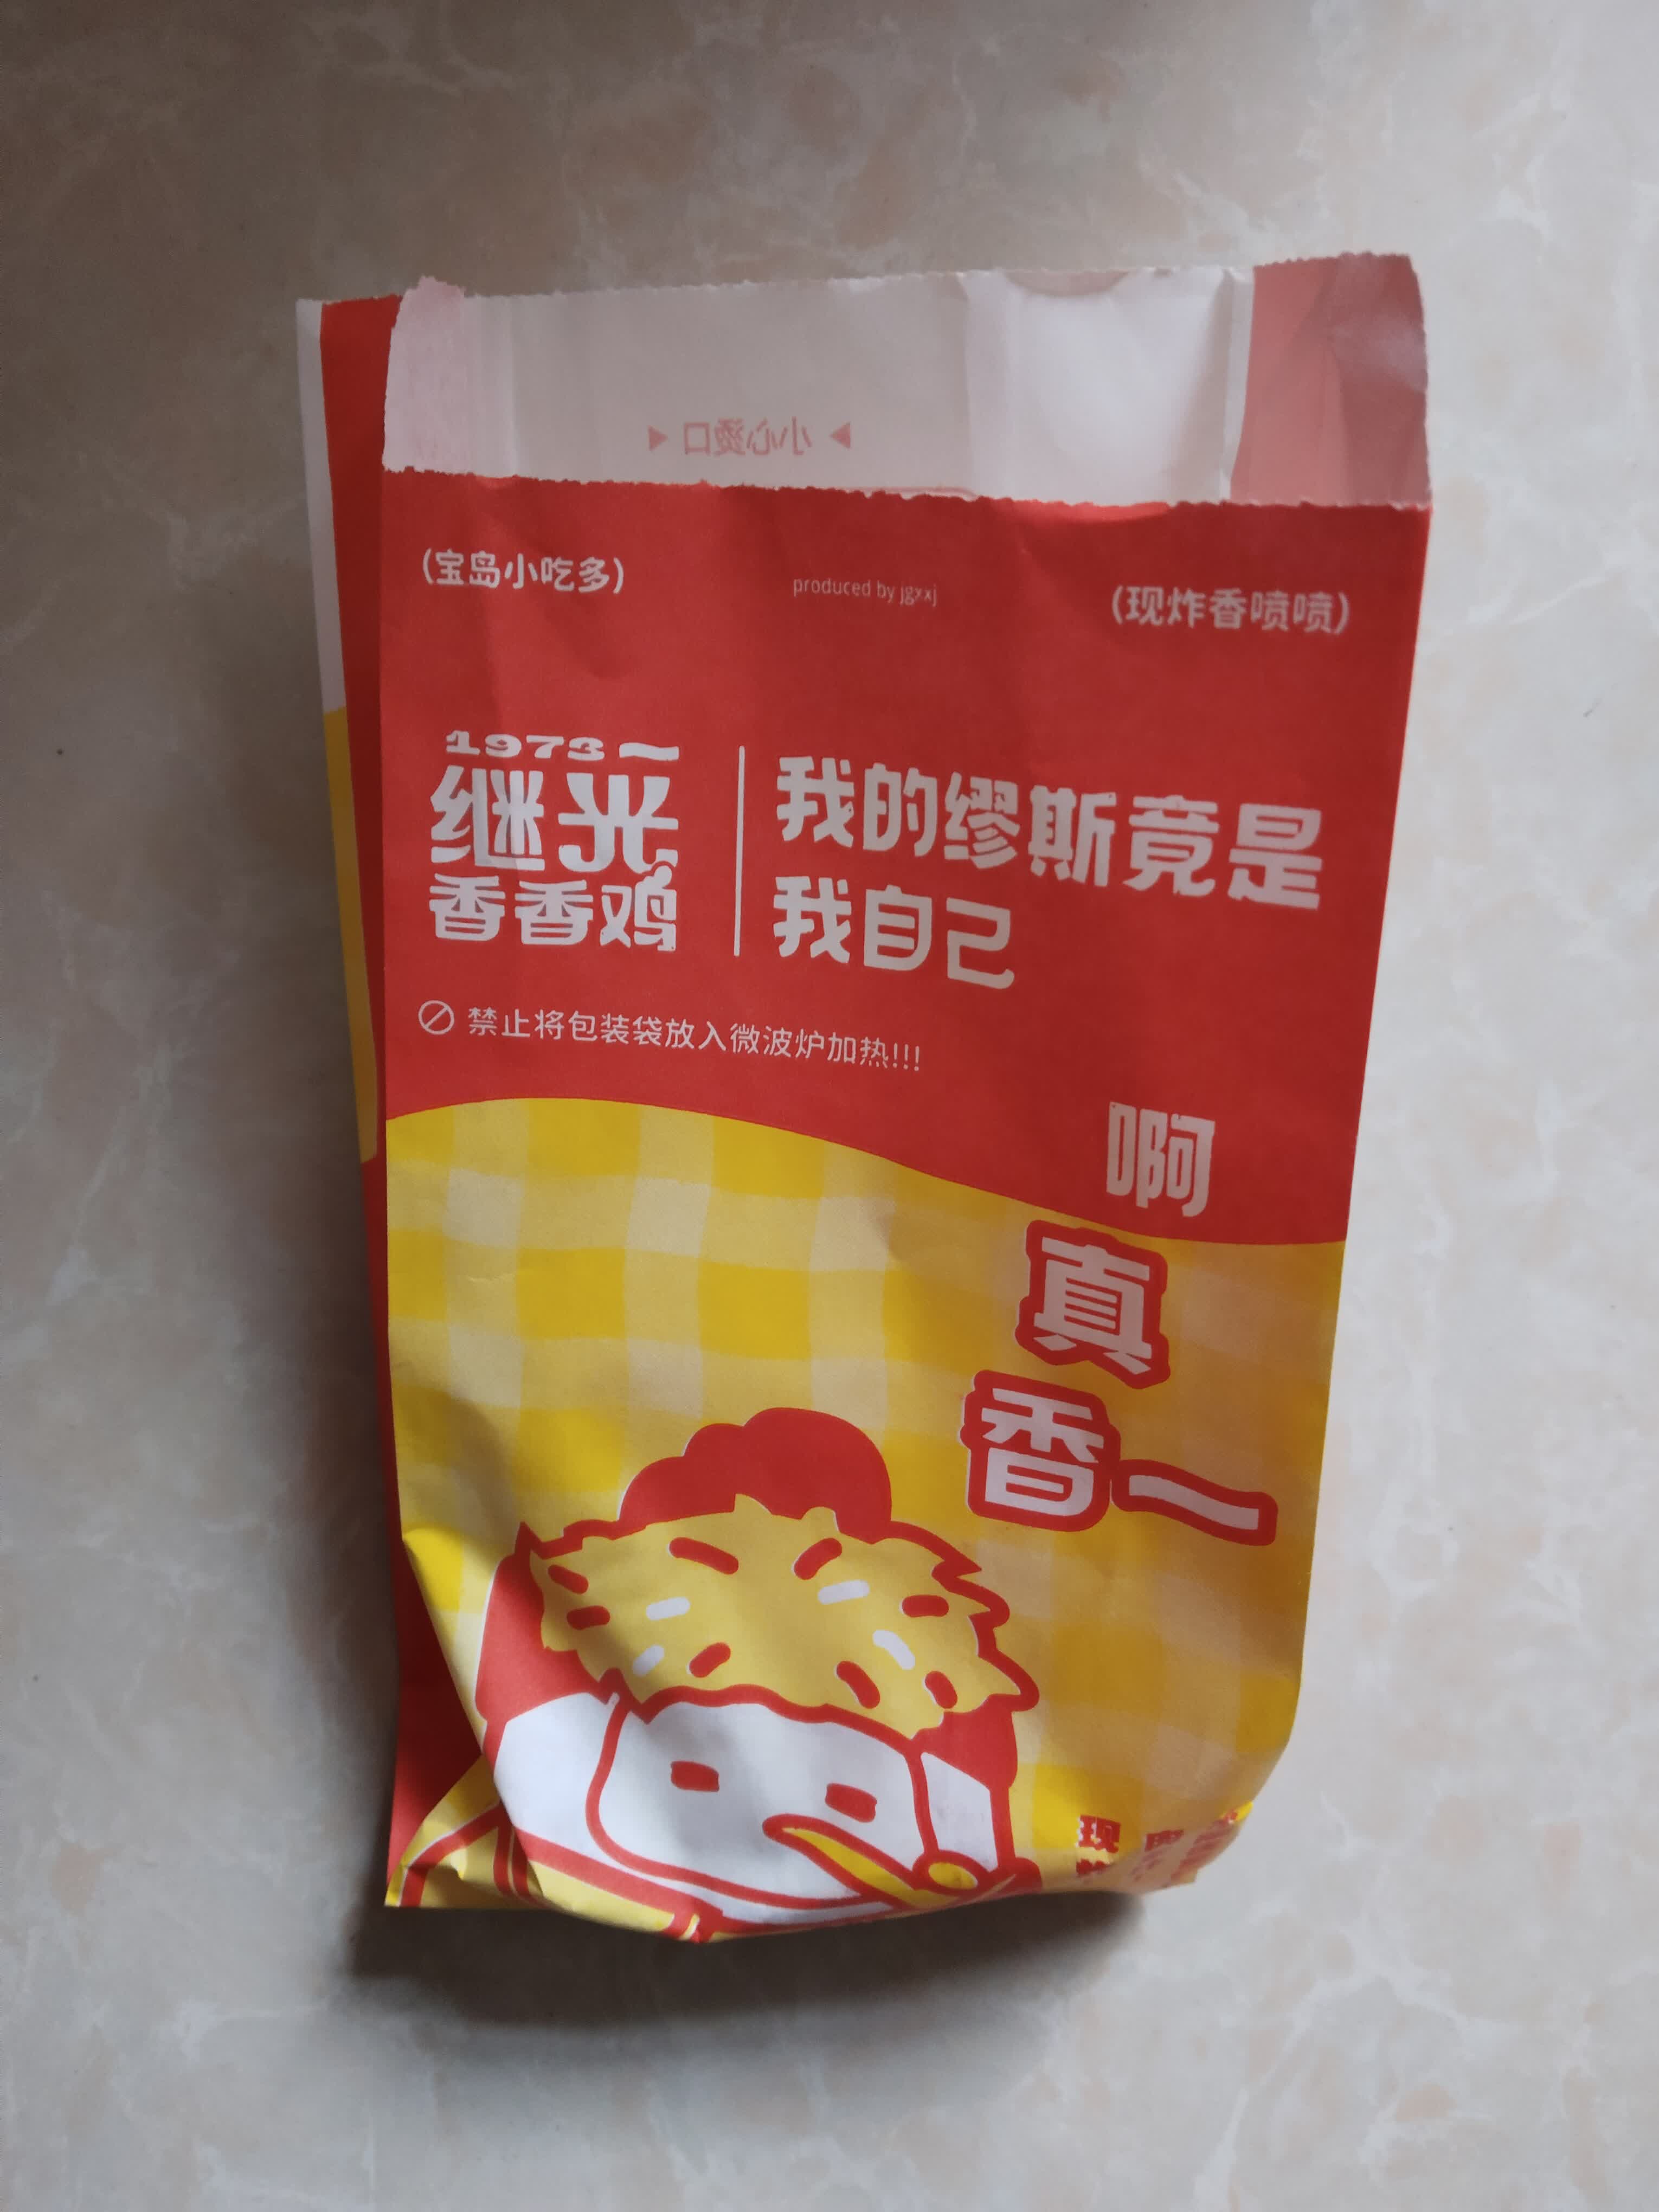 小心烫口
(宝岛小吃多)
produced by jgxxj
(现炸香喷喷)
1973
继光
香香鸡
我的缪斯竟是
我自己
禁止将包装袋放入微波炉加热!!!
啊
真
香一
现